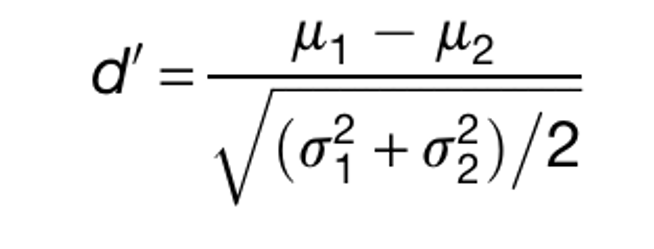 d′ = (μ₁ − μ₂) / √((σ₁² + σ₂²)/2)